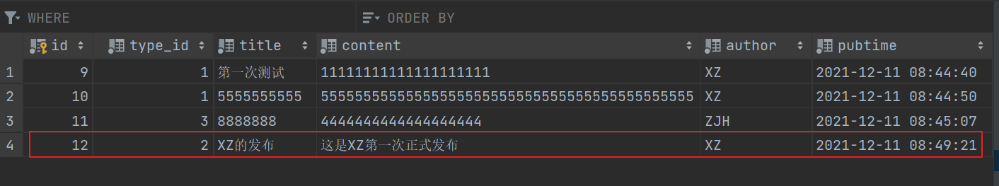 WHERE ORDER BY
id type_id title content author pubtime
1 9 1 第一次测试 11111111111111111111 XZ 2021-12-11 08:44:40
2 10 1 5555555555 55555555555555555555555555555555555555555555 XZ 2021-12-11 08:44:50
3 11 3 8888888 4444444444444444444 ZJH 2021-12-11 08:45:07
4 12 2 XZ的发布 这是XZ第一次正式发布 XZ 2021-12-11 08:49:21